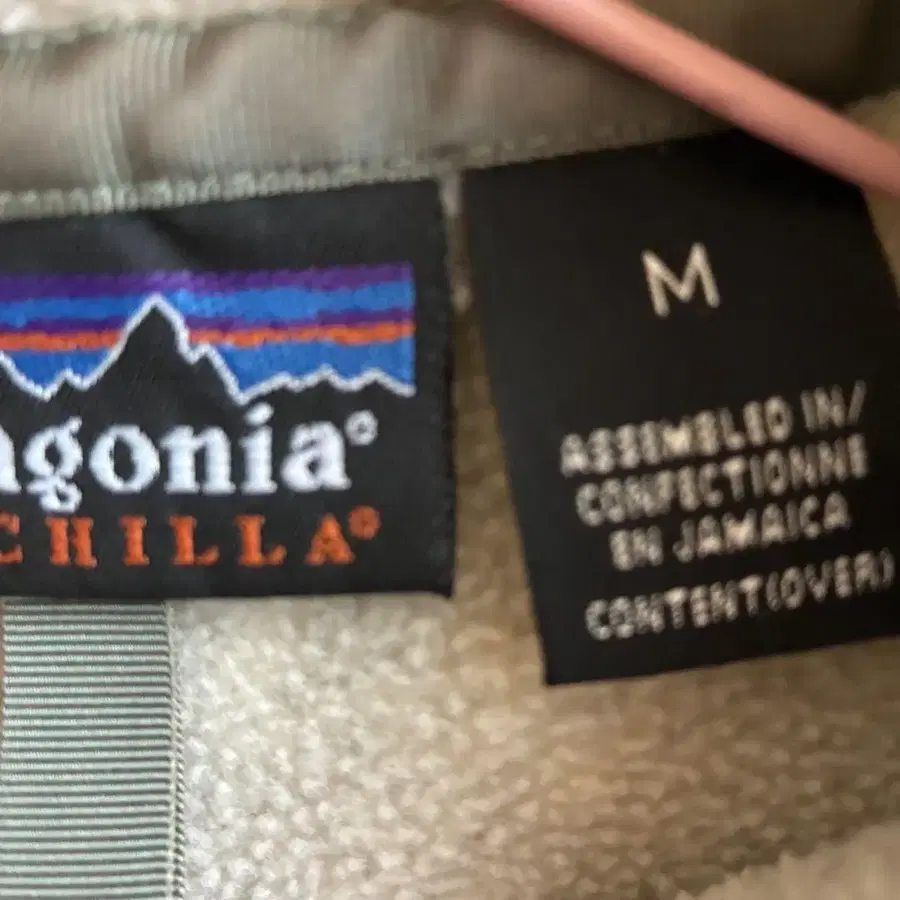 agonia®
CHILLA®
M
ASSEMBLED IN/
CONFECTIONNE
EN JAMAICA
CONTENT(OVER)